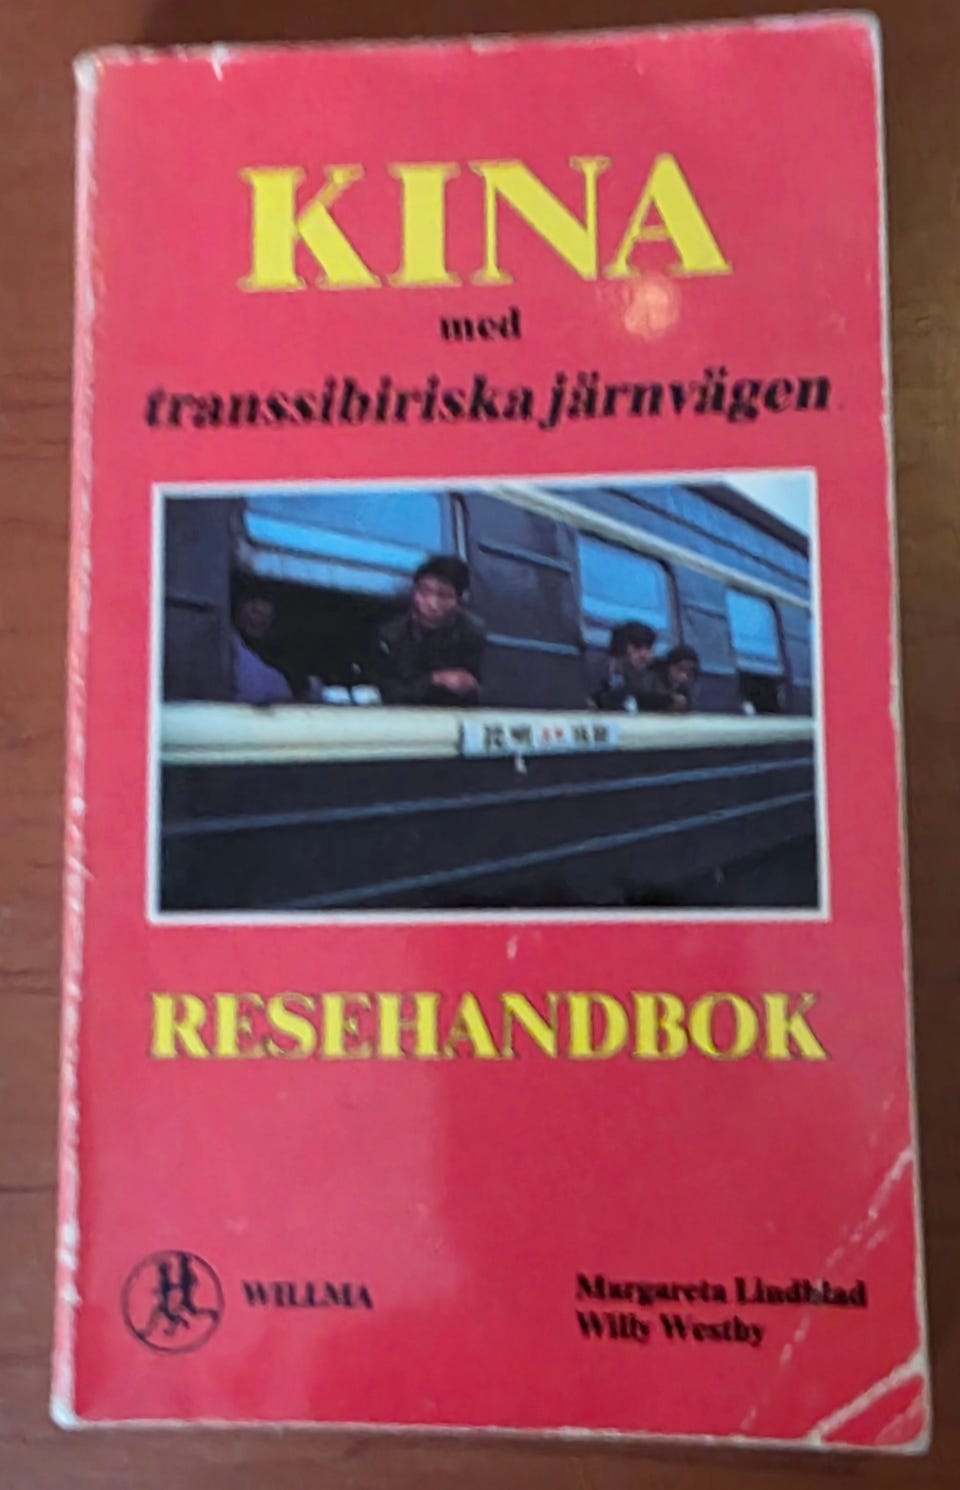 KINA
med
transsibiriska järnvägen
RESEHANDBOK
WILLMA
Margareta Lindblad
Willy Westby